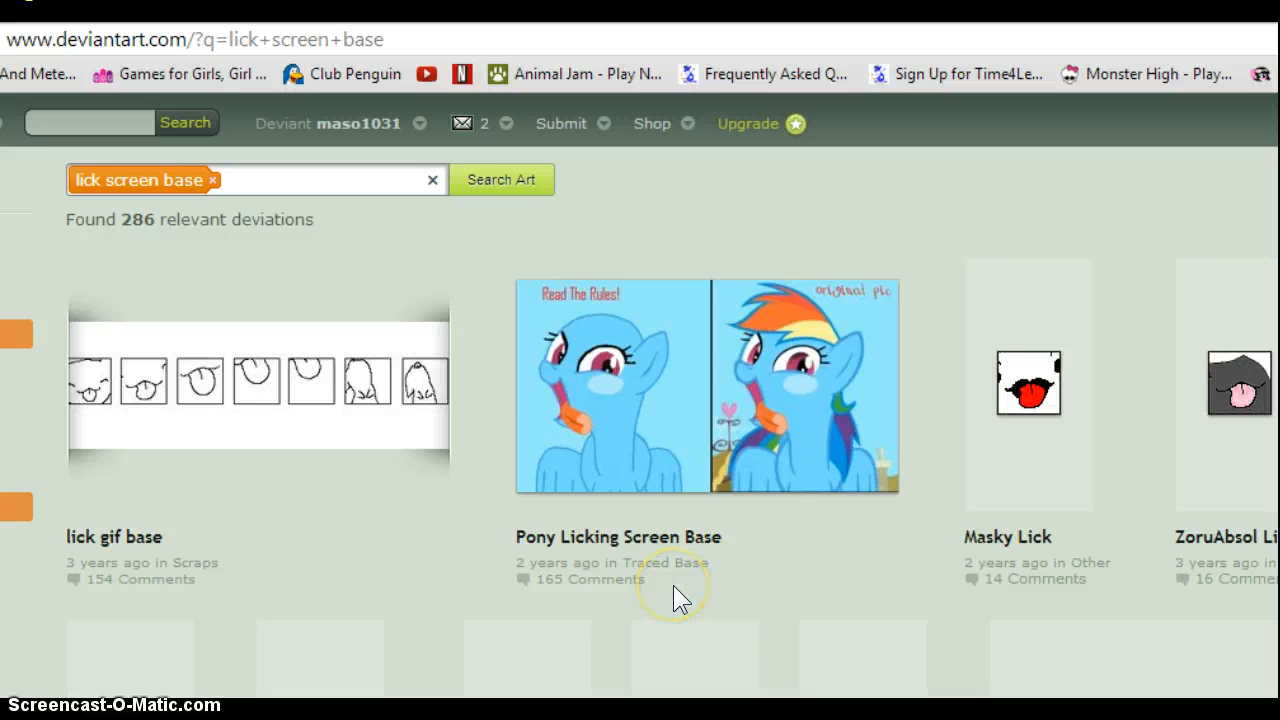 www.deviantart.com/?q=lick+screen+base
And Mete... Games for Girls, Girl ... Club Penguin N Animal Jam - Play N... Frequently Asked Q... Sign Up for Time4Le... Monster High - Play...
Search Deviant maso1031 2 Submit Shop Upgrade
lick screen base × × Search Art
Found 286 relevant deviations
Read The Rules! original pic
lick gif base Pony Licking Screen Base Masky Lick ZoruAbsol Li
3 years ago in Scraps 2 years ago in Traced Base 2 years ago in Other 3 years ago in
154 Comments 165 Comments 14 Comments 16 Comme
Screencast-O-Matic.com